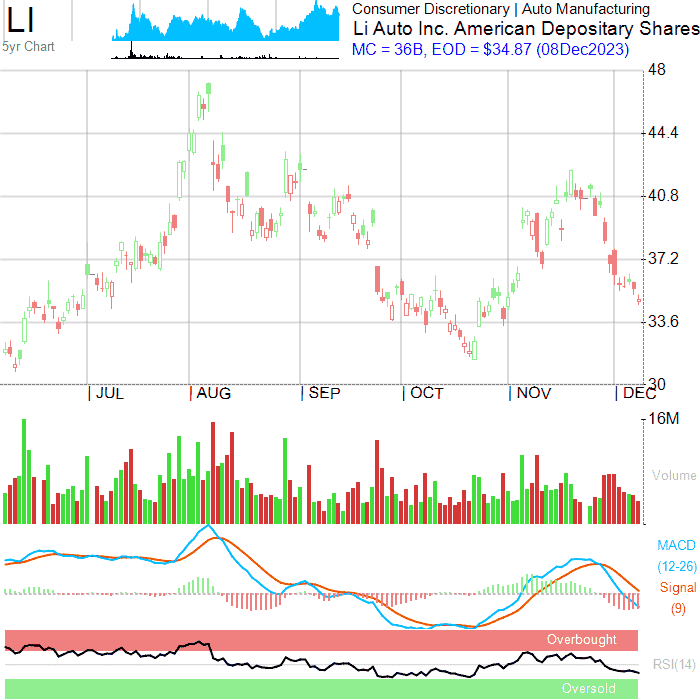 LI
5yr Chart
Consumer Discretionary | Auto Manufacturing
Li Auto Inc. American Depositary Shares
MC = 36B, EOD = $34.87 (08Dec2023)
48
44.4
40.8
37.2
33.6
30
JUL AUG SEP OCT NOV DEC
16M
Volume
MACD
(12-26)
Signal
(9)
Overbought
RSI(14)
Oversold